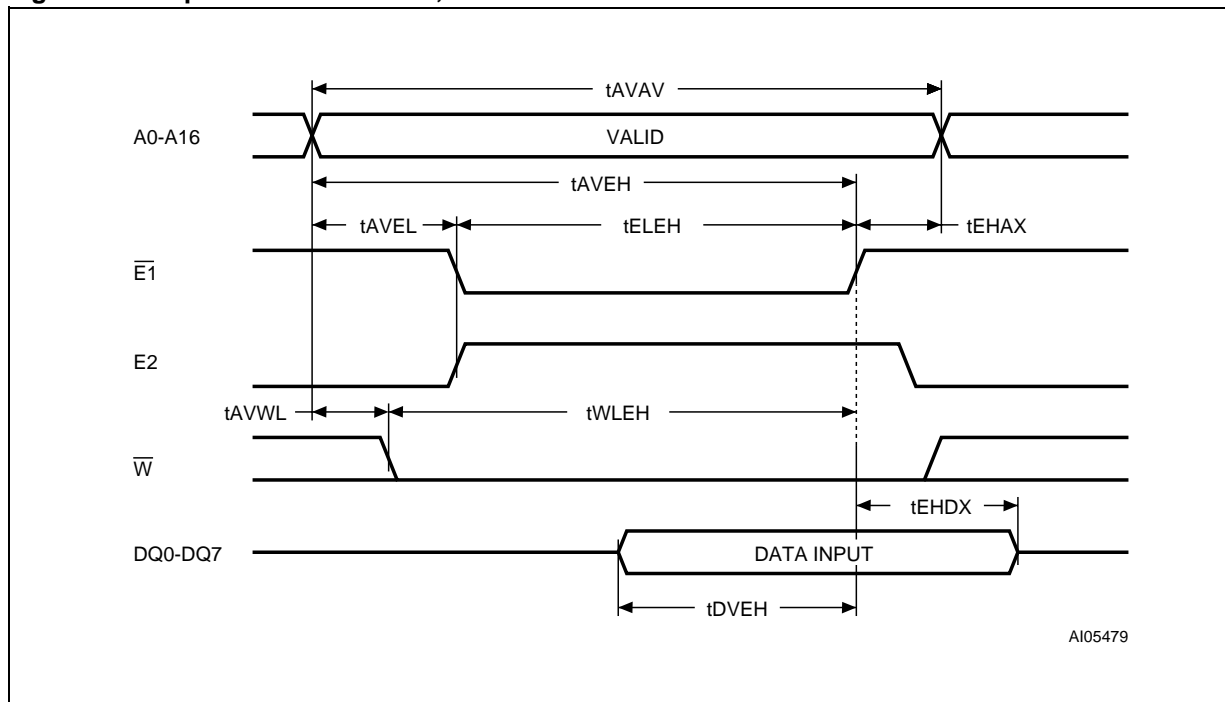 tAVAV
A0-A16
VALID
tAVEH
tAVEL
tELEH
tEHAX
E1
E2
tAVWL
tWLEH
W
tEHDX
DQ0-DQ7
DATA INPUT
tDVEH
AI05479